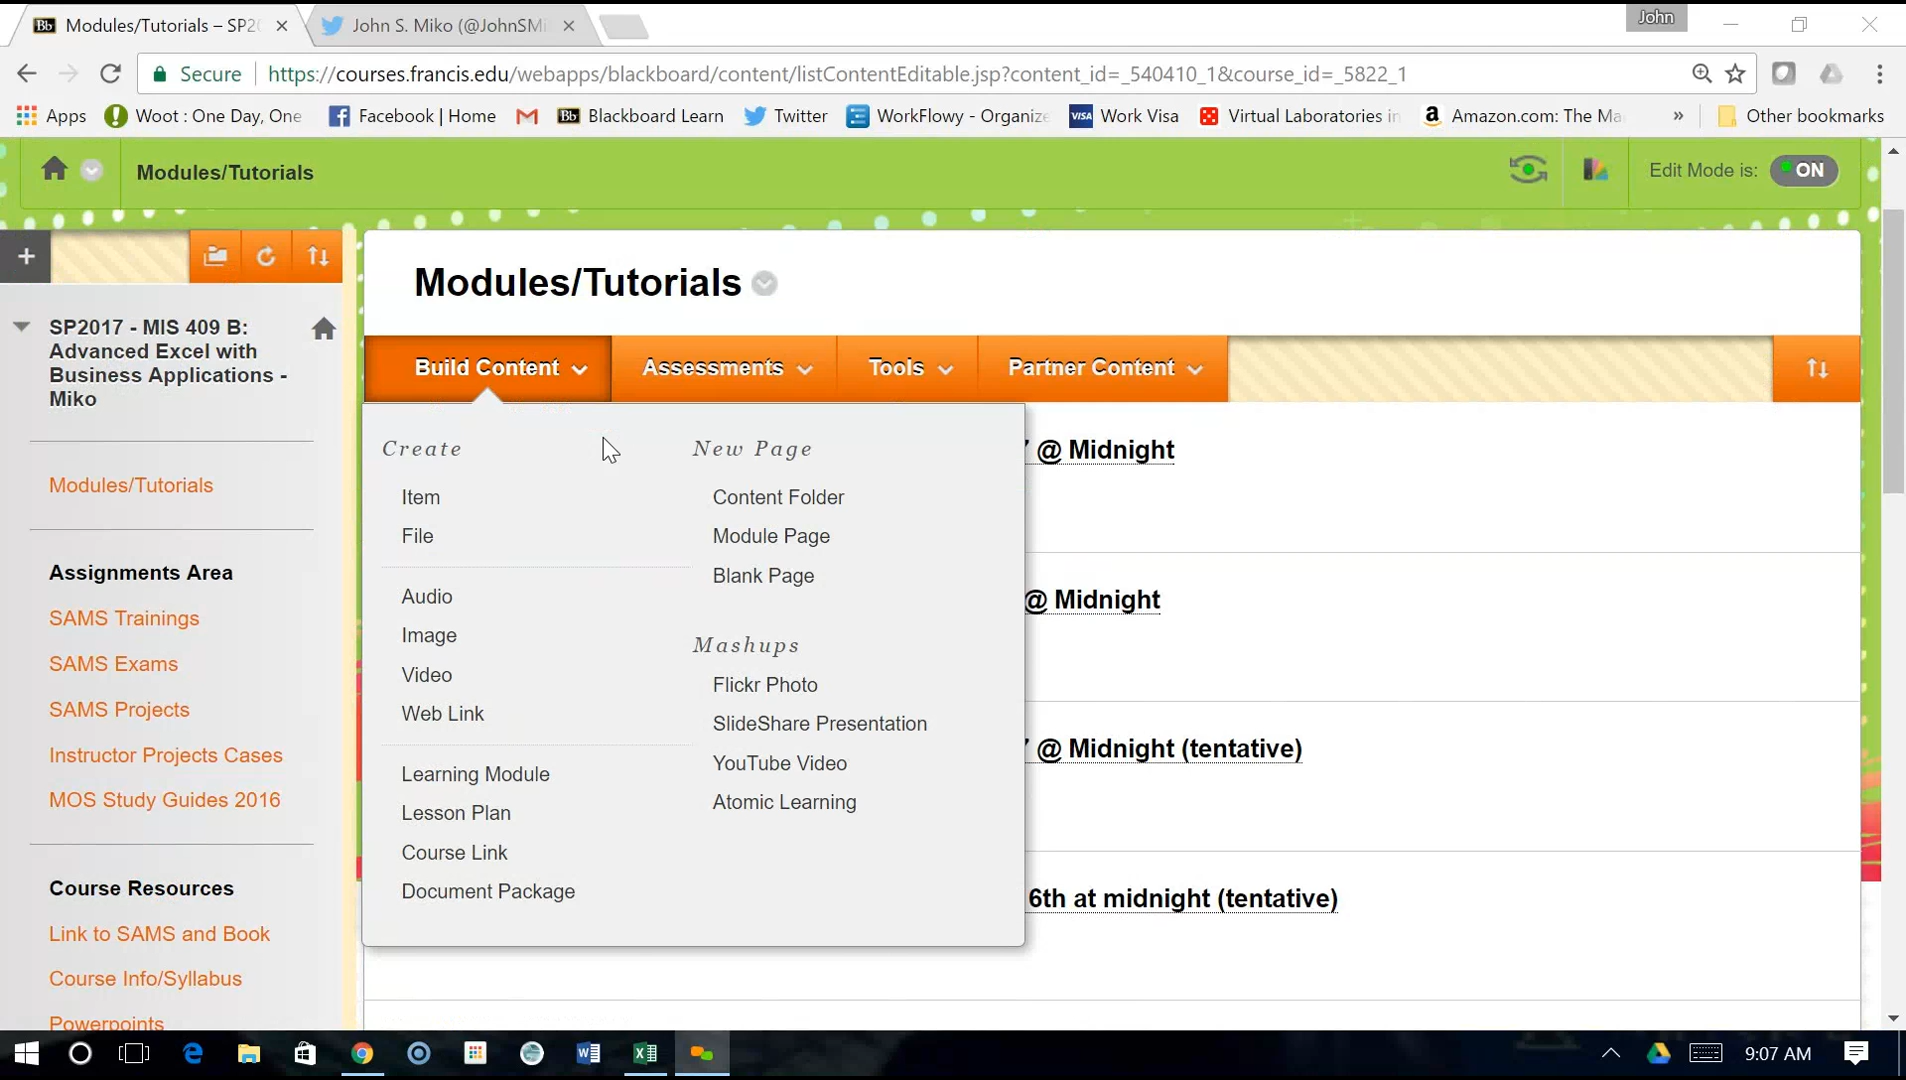 Modules/Tutorials – SP20
John S. Miko (@JohnSMi
John
Secure
https://courses.francis.edu/webapps/blackboard/content/listContentEditable.jsp?content_id=_540410_1&course_id=_5822_1
Apps
Woot : One Day, One
Facebook | Home
Bb Blackboard Learn
Twitter
WorkFlowy - Organize
VISA Work Visa
Virtual Laboratories in
Amazon.com: The Ma
»
Other bookmarks
Modules/Tutorials
Edit Mode is: ON
SP2017 - MIS 409 B:
Advanced Excel with
Business Applications -
Miko
Modules/Tutorials
Assignments Area
SAMS Trainings
SAMS Exams
SAMS Projects
Instructor Projects Cases
MOS Study Guides 2016
Course Resources
Link to SAMS and Book
Course Info/Syllabus
Powerpoints
Modules/Tutorials
Build Content
Assessments
Tools
Partner Content
Create
Item
File
Audio
Image
Video
Web Link
Learning Module
Lesson Plan
Course Link
Document Package
New Page
Content Folder
Module Page
Blank Page
Mashups
Flickr Photo
SlideShare Presentation
YouTube Video
Atomic Learning
@ Midnight
@ Midnight
@ Midnight (tentative)
6th at midnight (tentative)
9:07 AM